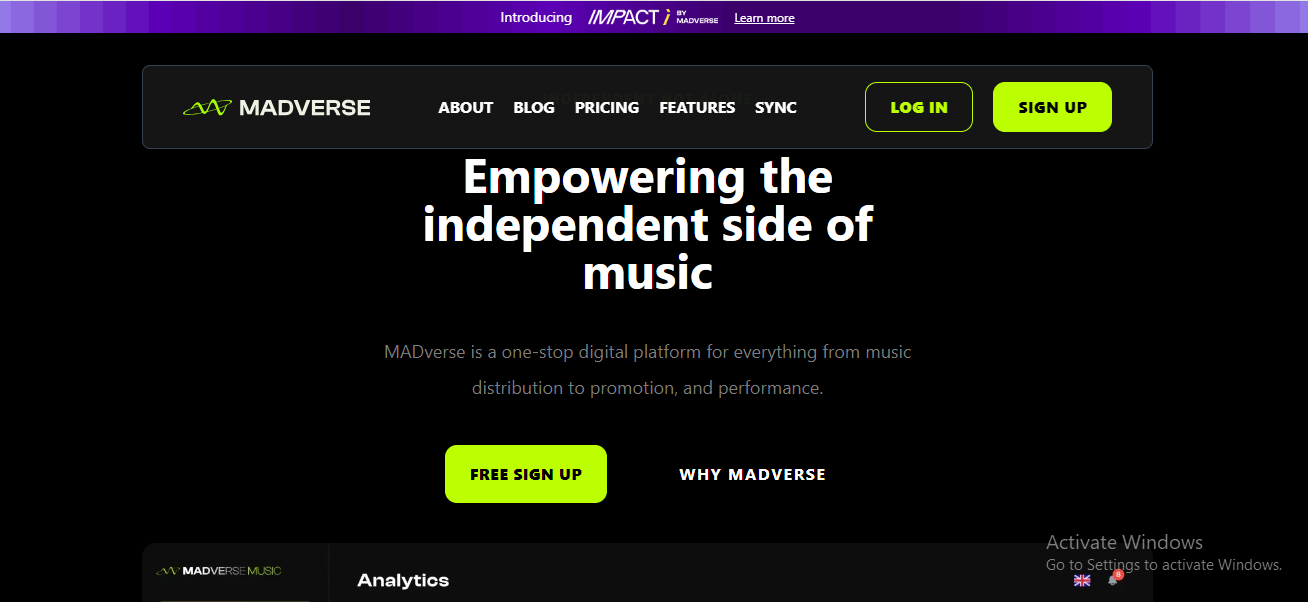 Introducing IMPACT i BY MADVERSE Learn more
MADVERSE ABOUT BLOG PRICING FEATURES SYNC LOG IN SIGN UP
Empowering the
independent side of
music
MADverse is a one-stop digital platform for everything from music
distribution to promotion, and performance.
FREE SIGN UP WHY MADVERSE
MADVERSE MUSIC
Analytics
Activate Windows
Go to Settings to activate Windows.
8